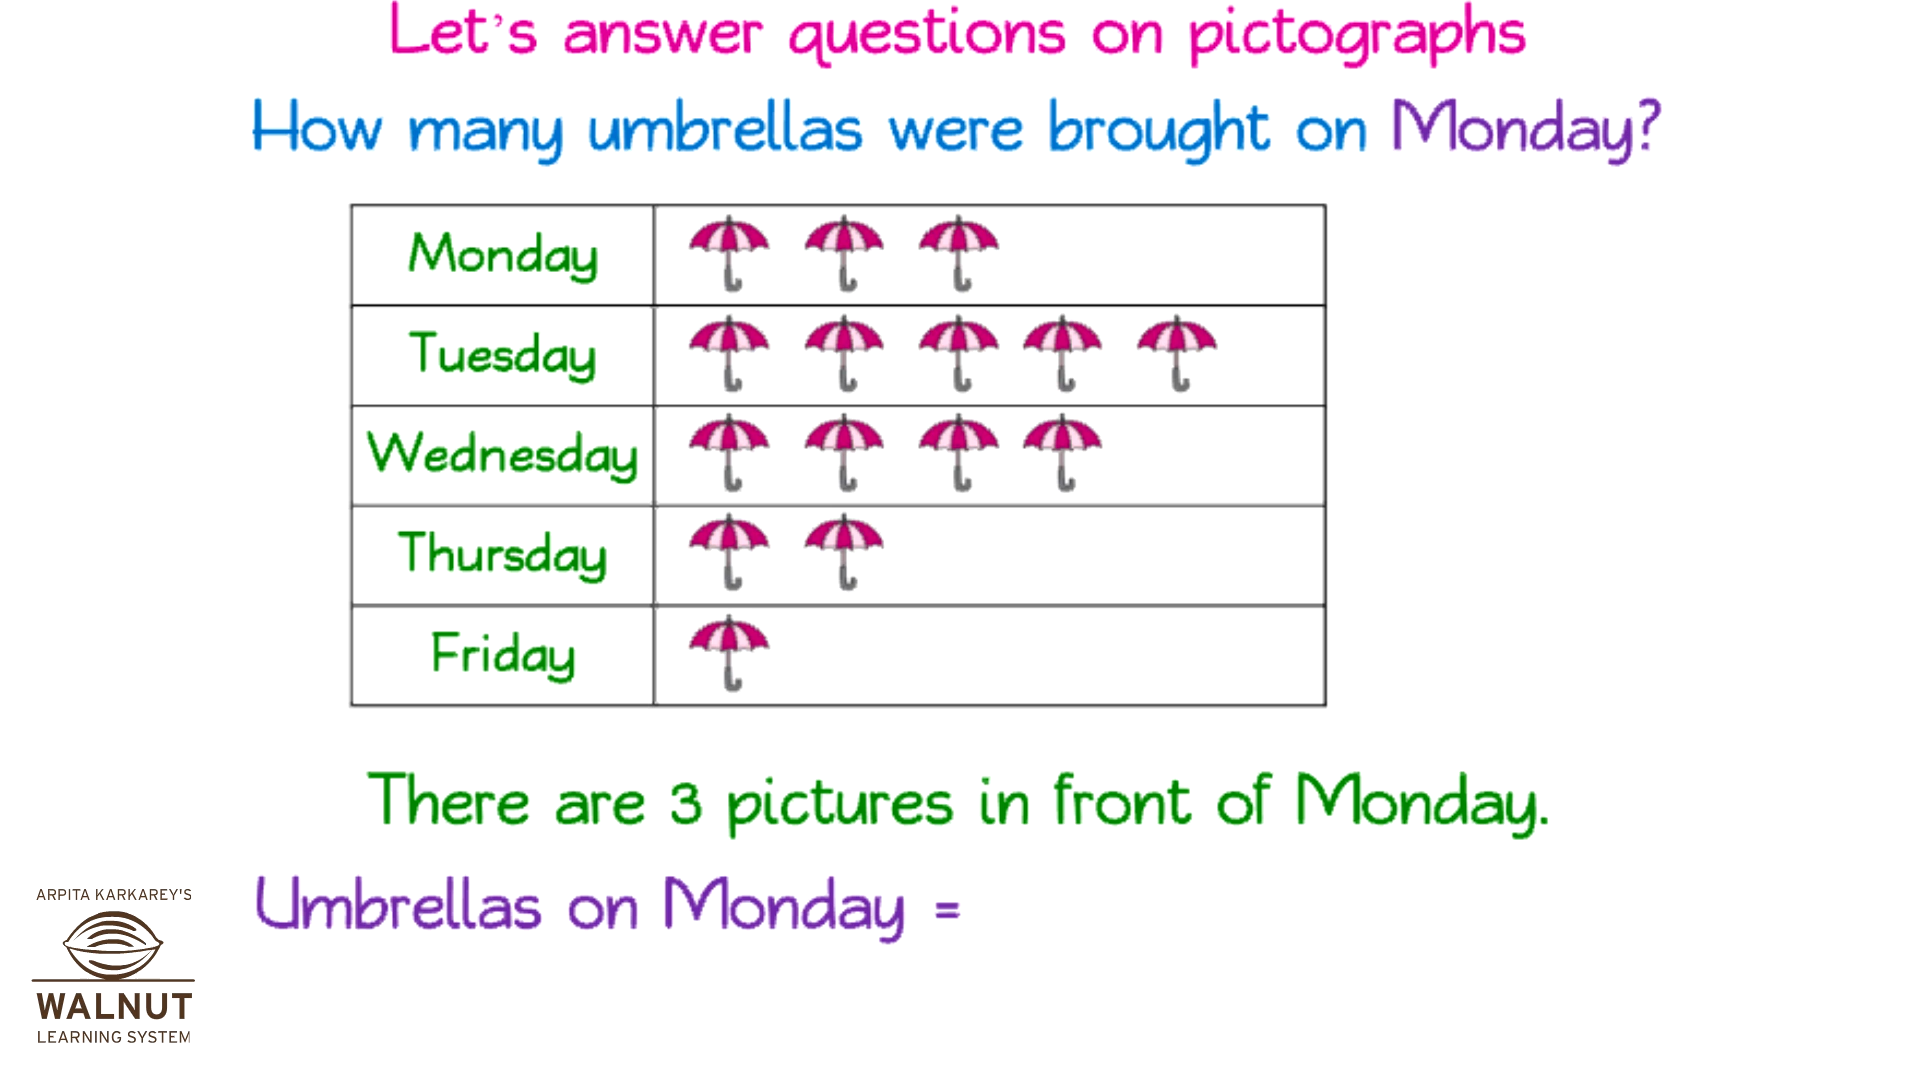 Let's answer questions on pictographs
How many umbrellas were brought on Monday?
Monday
Tuesday
Wednesday
Thursday
Friday
There are 3 pictures in front of Monday.
Umbrellas on Monday =
ARPITA KARKAREY'S
WALNUT
LEARNING SYSTEM